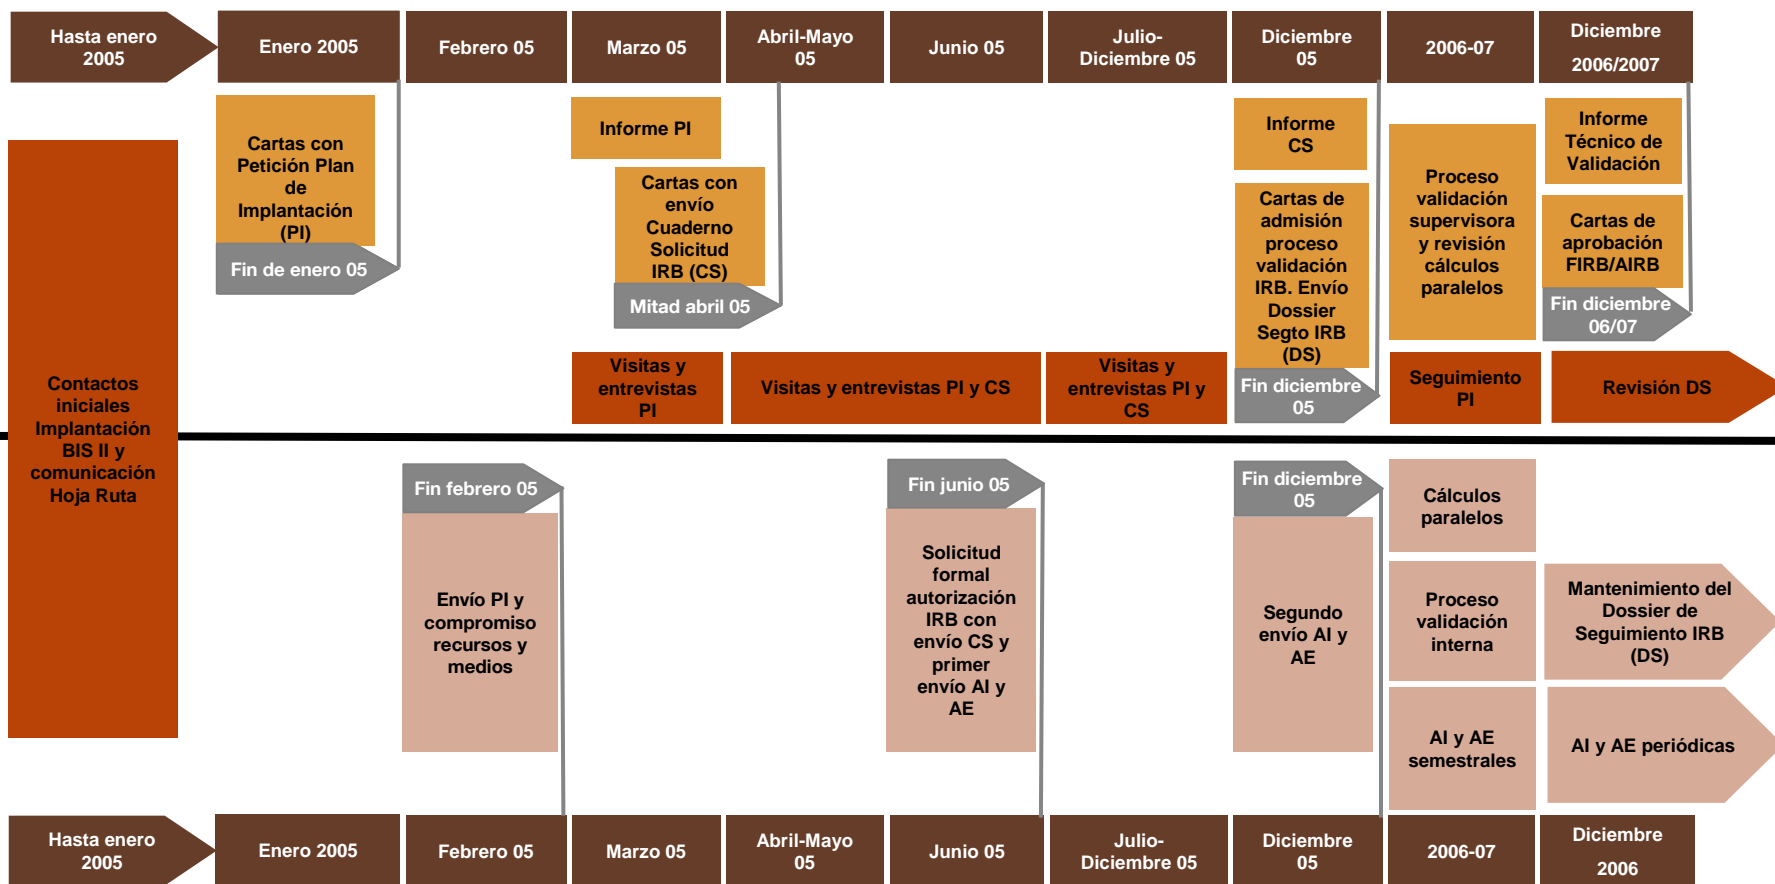 Hasta enero
2005
Enero 2005
Febrero 05
Marzo 05
Abril-Mayo
05
Junio 05
Julio-
Diciembre 05
Diciembre
05
2006-07
Diciembre
2006/2007
Cartas con
Petición Plan
de
Implantación
(PI)
Fin de enero 05
Informe PI
Cartas con
envío
Cuaderno
Solicitud
IRB (CS)
Mitad abril 05
Informe
CS
Cartas de
admisión
proceso
validación
IRB. Envío
Dossier
Segto IRB
(DS)
Fin diciembre
05
Proceso
validación
supervisora
y revisión
cálculos
paralelos
Informe
Técnico de
Validación
Cartas de
aprobación
FIRB/AIRB
Fin diciembre
06/07
Contactos
iniciales
Implantación
BIS II y
comunicación
Hoja Ruta
Visitas y
entrevistas
PI
Visitas y entrevistas PI y CS
Visitas y
entrevistas PI y
CS
Seguimiento
PI
Revisión DS
Fin febrero 05
Envío PI y
compromiso
recursos y
medios
Fin junio 05
Solicitud
formal
autorización
IRB con
envío CS y
primer
envío AI y
AE
Fin diciembre
05
Segundo
envío AI y
AE
Cálculos
paralelos
Proceso
validación
interna
AI y AE
semestrales
Mantenimiento del
Dossier de
Seguimiento IRB
(DS)
AI y AE periódicas
Hasta enero
2005
Enero 2005
Febrero 05
Marzo 05
Abril-Mayo
05
Junio 05
Julio-
Diciembre 05
Diciembre
05
2006-07
Diciembre
2006